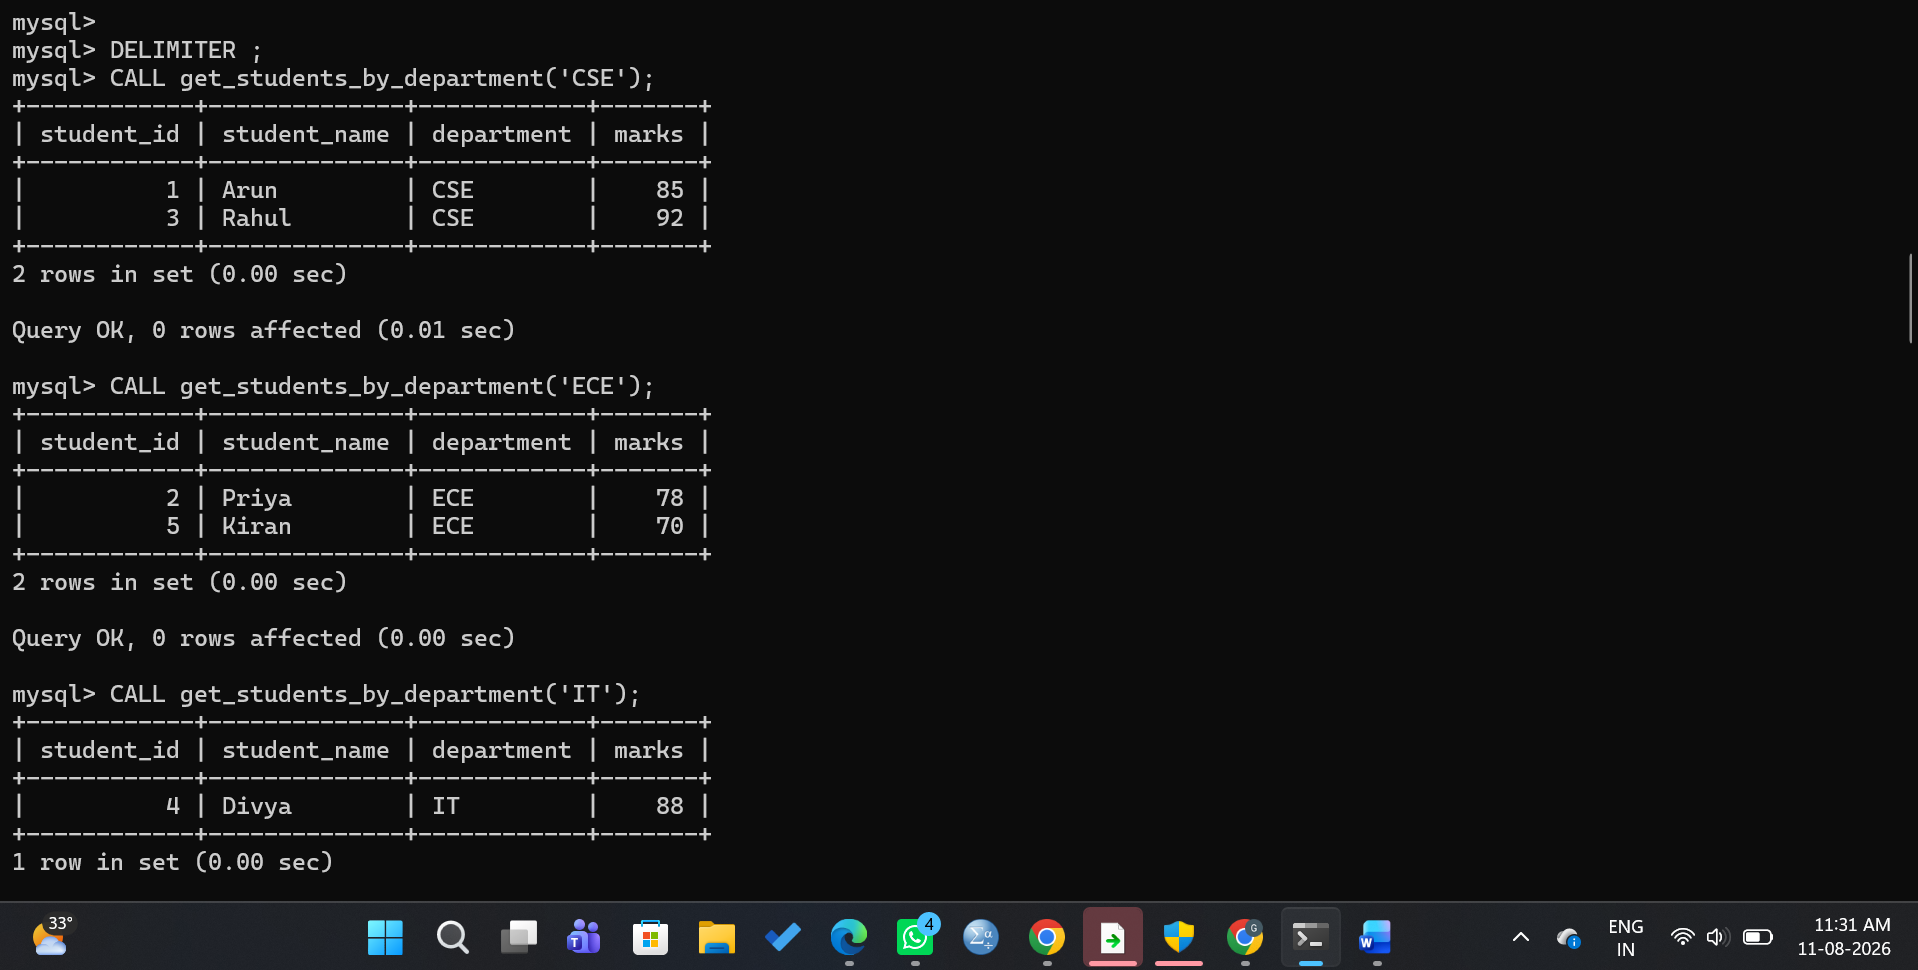 mysql>
mysql> DELIMITER ;
mysql> CALL get_students_by_department('CSE');
+------------+--------------+------------+-------+
| student_id | student_name | department | marks |
+------------+--------------+------------+-------+
|          1 | Arun         | CSE        |    85 |
|          3 | Rahul        | CSE        |    92 |
+------------+--------------+------------+-------+
2 rows in set (0.00 sec)

Query OK, 0 rows affected (0.01 sec)

mysql> CALL get_students_by_department('ECE');
+------------+--------------+------------+-------+
| student_id | student_name | department | marks |
+------------+--------------+------------+-------+
|          2 | Priya        | ECE        |    78 |
|          5 | Kiran        | ECE        |    70 |
+------------+--------------+------------+-------+
2 rows in set (0.00 sec)

Query OK, 0 rows affected (0.00 sec)

mysql> CALL get_students_by_department('IT');
+------------+--------------+------------+-------+
| student_id | student_name | department | marks |
+------------+--------------+------------+-------+
|          4 | Divya        | IT         |    88 |
+------------+--------------+------------+-------+
1 row in set (0.00 sec)
33°
T
4
Σα÷
G
W
ENG
IN
11:31 AM
11-08-2026